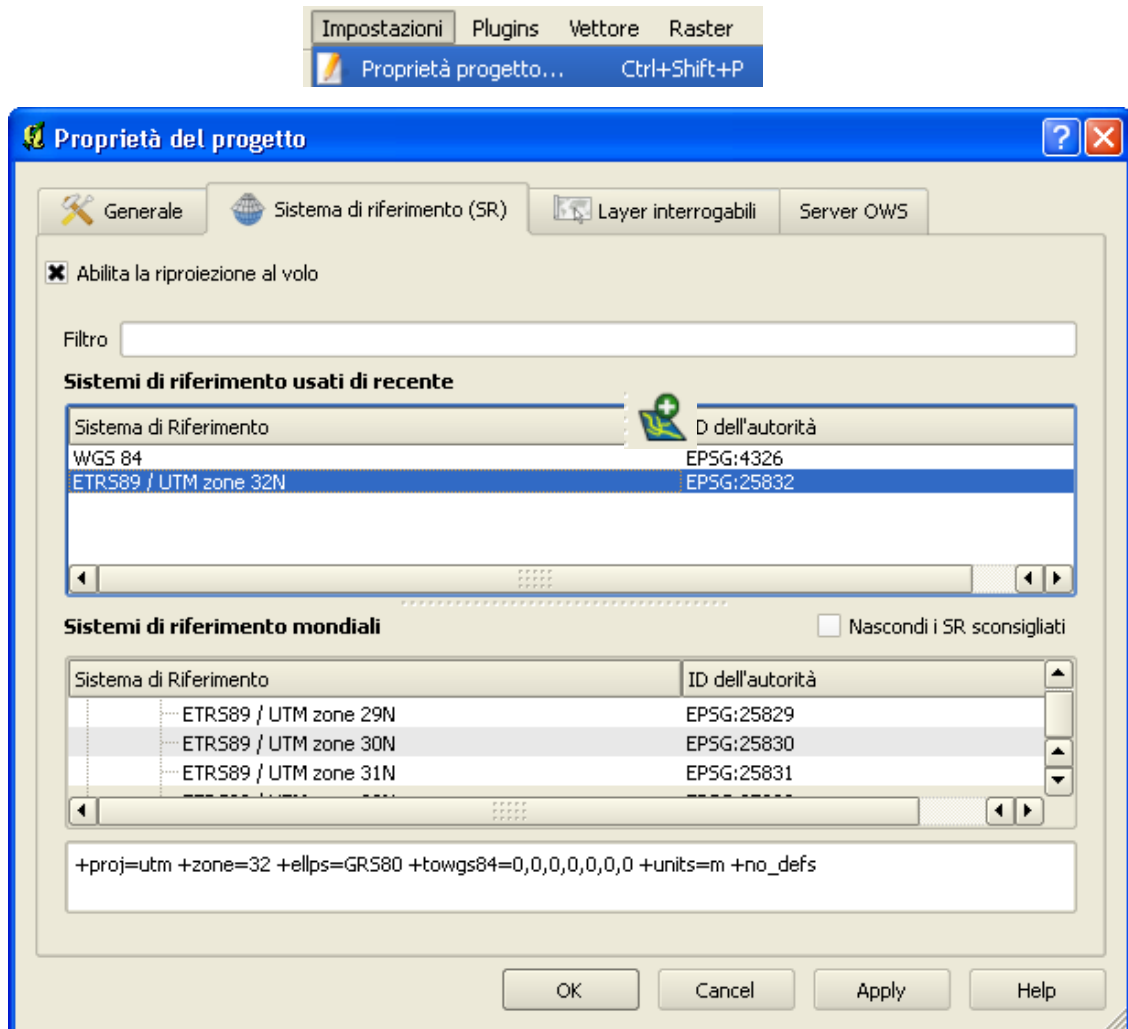 Impostazioni Plugins Vettore Raster
Proprietà progetto... Ctrl+Shift+P
Proprietà del progetto
Generale Sistema di riferimento (SR) Layer interrogabili Server OWS
Abilita la riproiezione al volo
Filtro
Sistemi di riferimento usati di recente
Sistema di Riferimento D dell'autorità
WGS 84 EPSG:4326
ETRS89 / UTM zone 32N EPSG:25832
Sistemi di riferimento mondiali Nascondi i SR sconsigliati
Sistema di Riferimento ID dell'autorità
ETRS89 / UTM zone 29N EPSG:25829
ETRS89 / UTM zone 30N EPSG:25830
ETRS89 / UTM zone 31N EPSG:25831
+proj=utm +zone=32 +ellps=GRS80 +towgs84=0,0,0,0,0,0,0 +units=m +no_defs
OK Cancel Apply Help